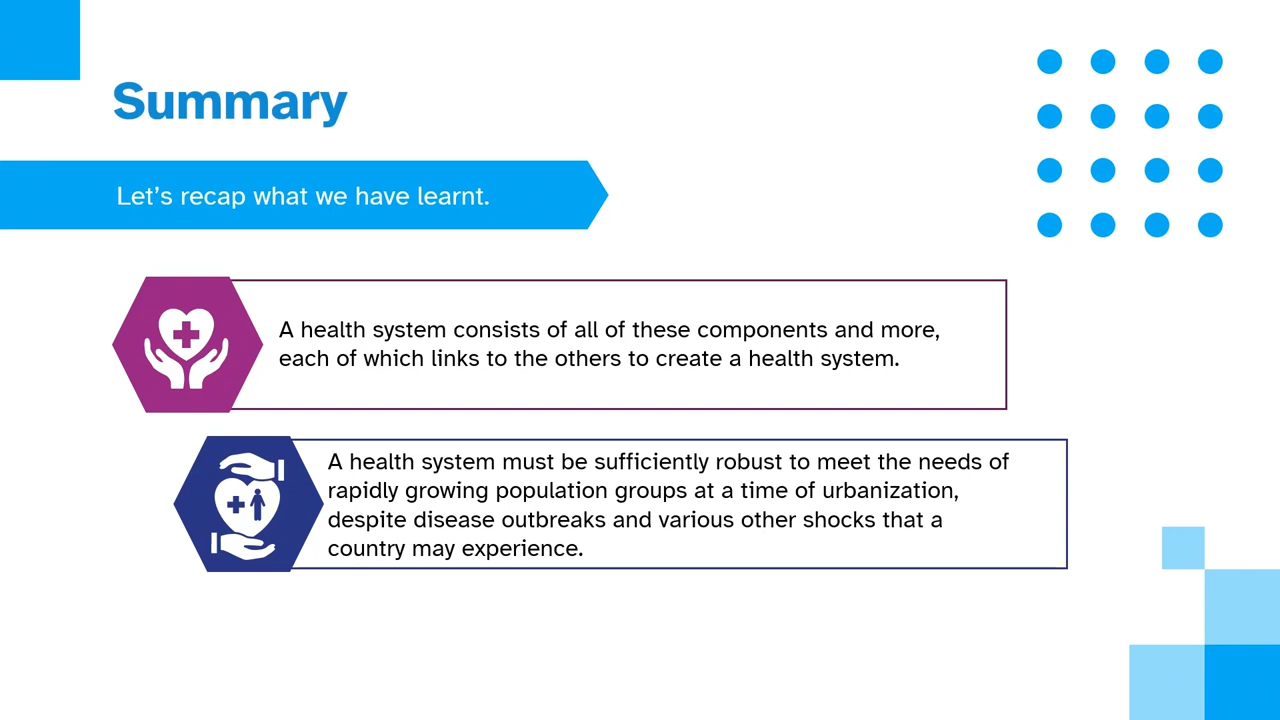 Summary
Let’s recap what we have learnt.
A health system consists of all of these components and more,
each of which links to the others to create a health system.
A health system must be sufficiently robust to meet the needs of
rapidly growing population groups at a time of urbanization,
despite disease outbreaks and various other shocks that a
country may experience.